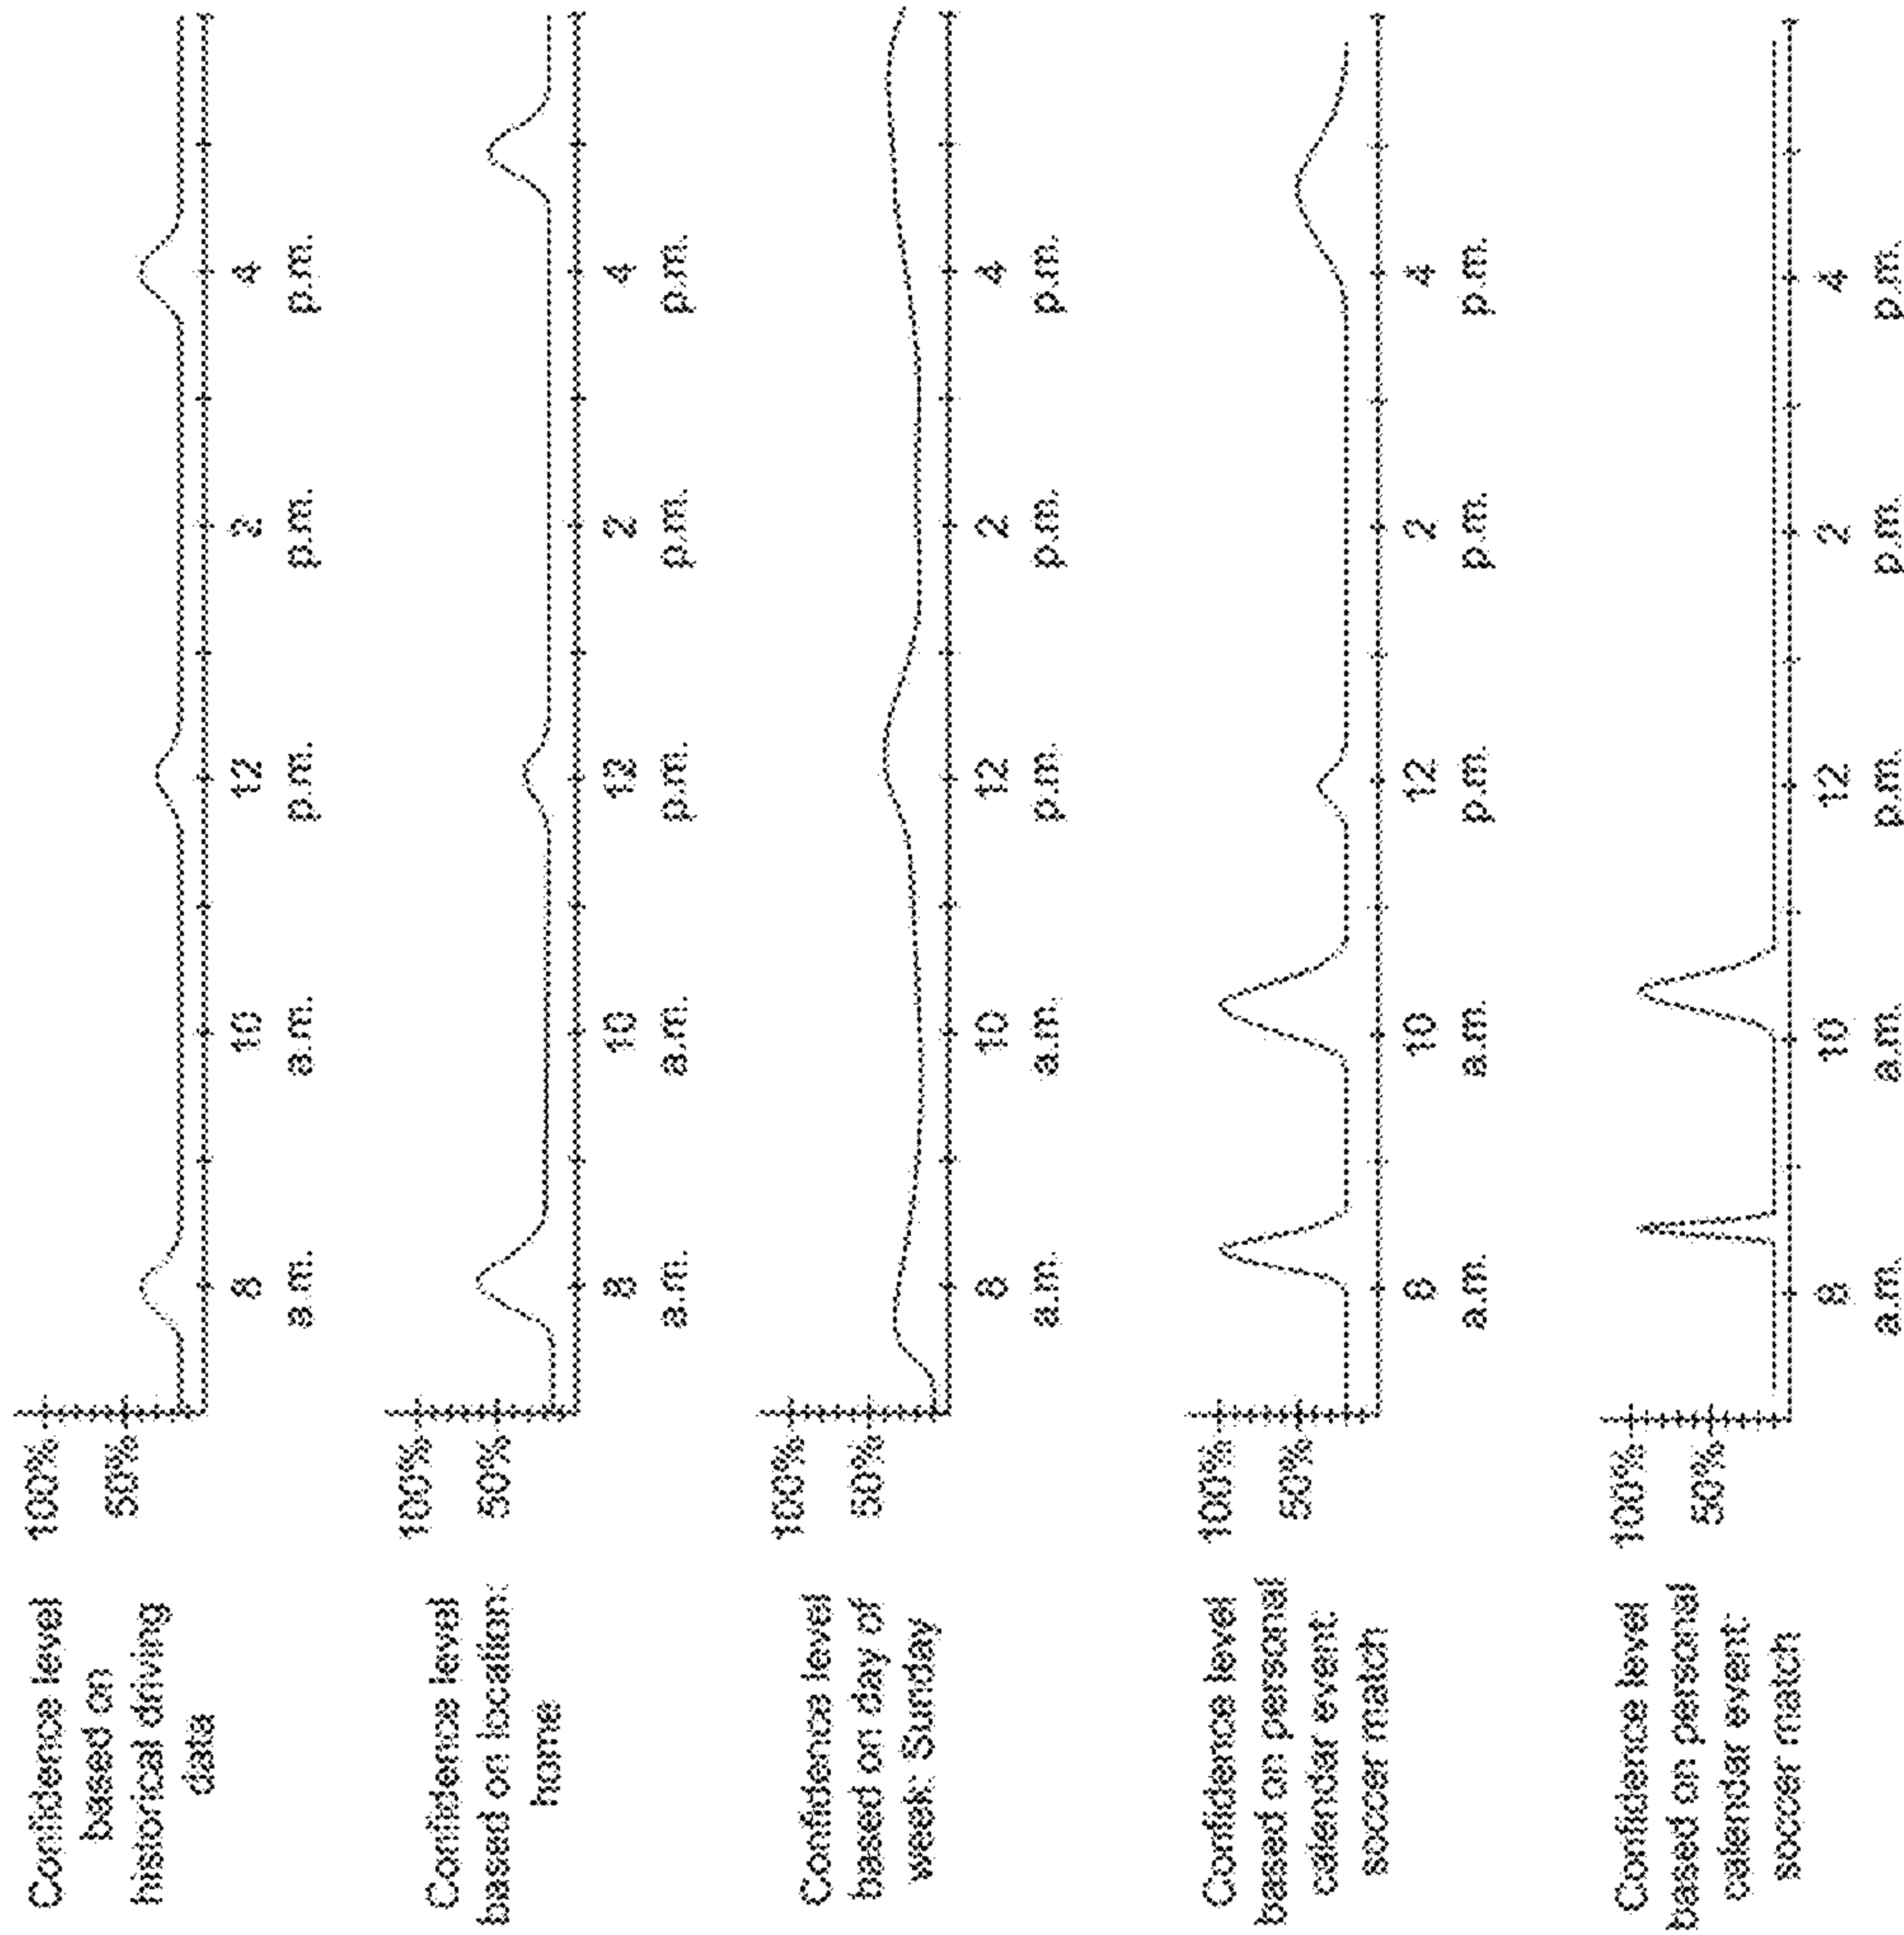 Confidence level
based on
historical driving
data
100%
50%
8 10 12 2 4
a.m. a.m. p.m. p.m. p.m.
Confidence level
based on location:
home
100%
50%
8 10 12 2 4
a.m. a.m. p.m. p.m. p.m.
Confidence level
based on day of
week: Sunday
100%
50%
8 10 12 2 4
a.m. a.m. p.m. p.m. p.m.
Confidence level
based on personal
calender event:
soccer match
100%
50%
8 10 12 2 4
a.m. a.m. p.m. p.m. p.m.
Confidence level
based on personal
calender event:
soccer match
100%
50%
8 10 12 2 4
a.m. a.m. p.m. p.m. p.m.